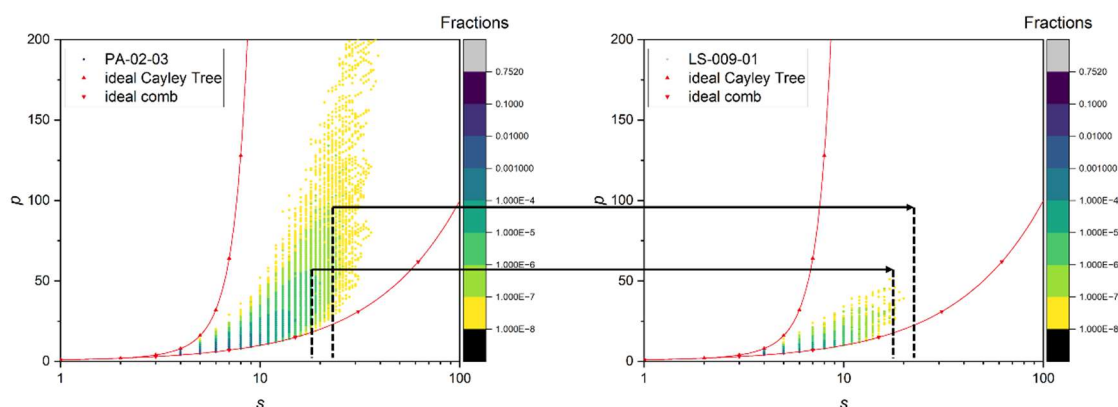 Fractions
200
PA-02-03
ideal Cayley Tree
ideal comb
150
p
100
50
0
1
10
100
s
0.7520
0.1000
0.01000
0.001000
1.000E-4
1.000E-5
1.000E-6
1.000E-7
1.000E-8
Fractions
200
LS-009-01
ideal Cayley Tree
ideal comb
150
p
100
50
0
1
10
100
s
0.7520
0.1000
0.01000
0.001000
1.000E-4
1.000E-5
1.000E-6
1.000E-7
1.000E-8